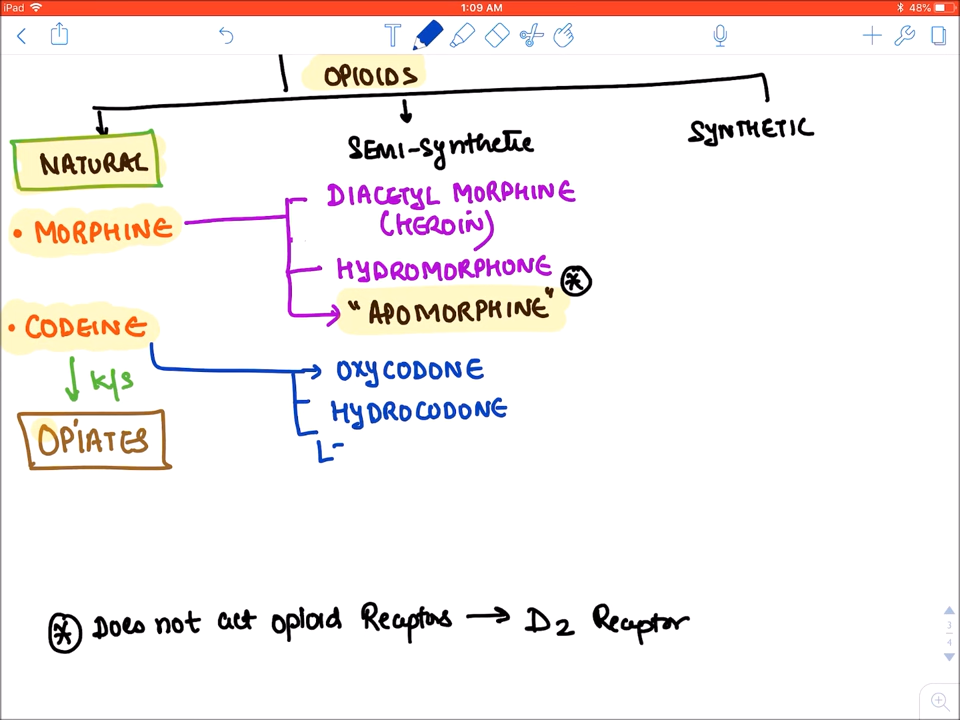 iPad 1:09 AM 48%
T
OPIOIDS
NATURAL SEMI-Synthetic SYNTHETIC
• MORPHINE DIACETYL MORPHINE
(HEROIN)
HYDROMORPHONE *
"APOMORPHINE"
• CODEINE
OXYCODONE
K/S
HYDROCODONE
OPIATES
L-
* Does not act opioid Receptors → D2 Receptor
3
4